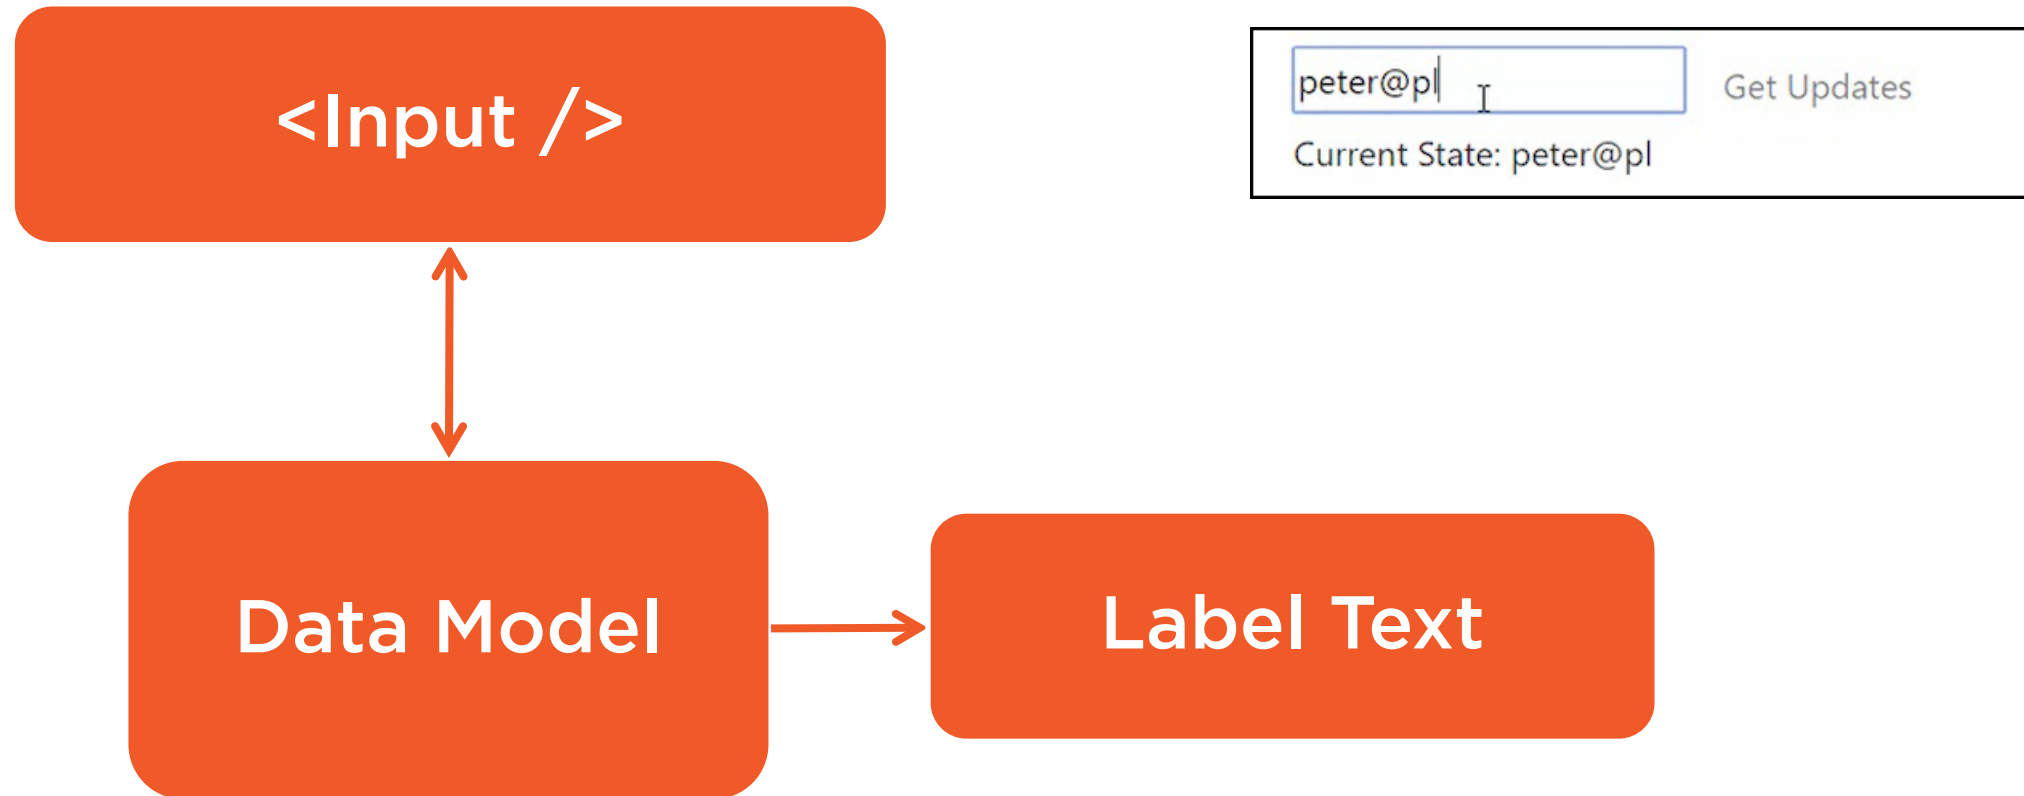 <Input />
peter@pl
Get Updates
Current State: peter@pl
Data Model
Label Text